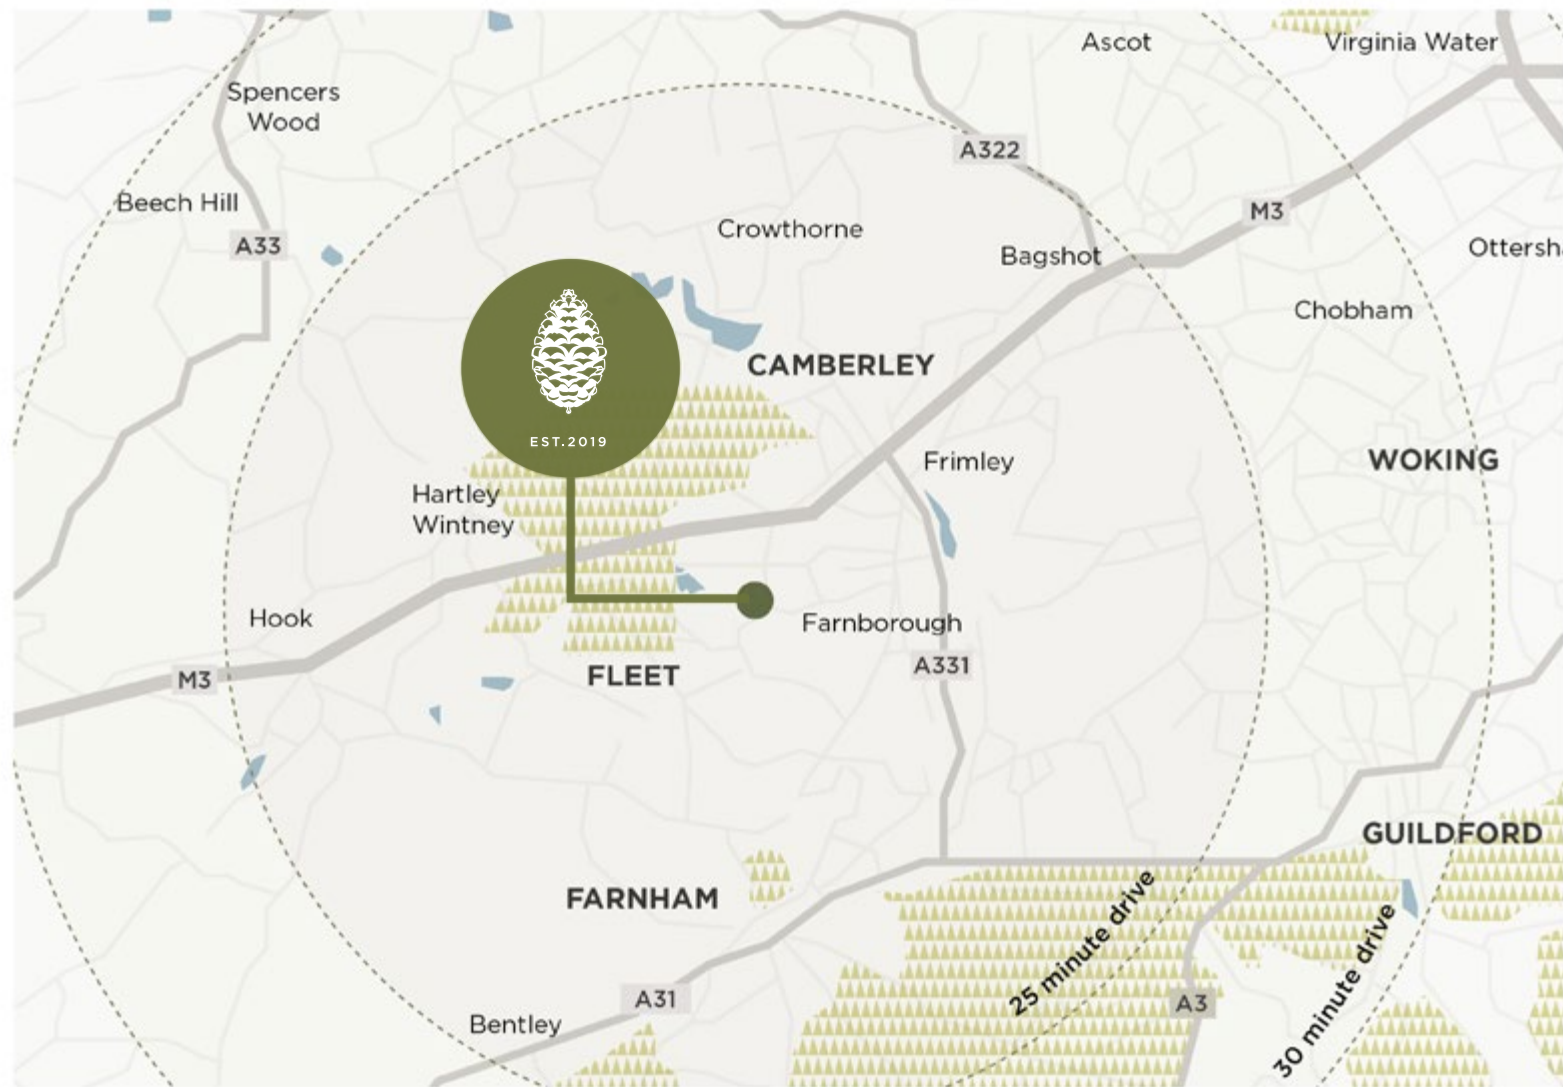 Ascot
Virginia Water
Spencers
Wood
A322
Beech Hill
M3
Crowthorne
A33
Bagshot
Ottersh
Chobham
CAMBERLEY
EST.2019
WOKING
Frimley
Hartley
Wintney
Hook
Farnborough
A331
FLEET
M3
GUILDFORD
FARNHAM
25 minute drive
30 minute drive
A31
A3
Bentley